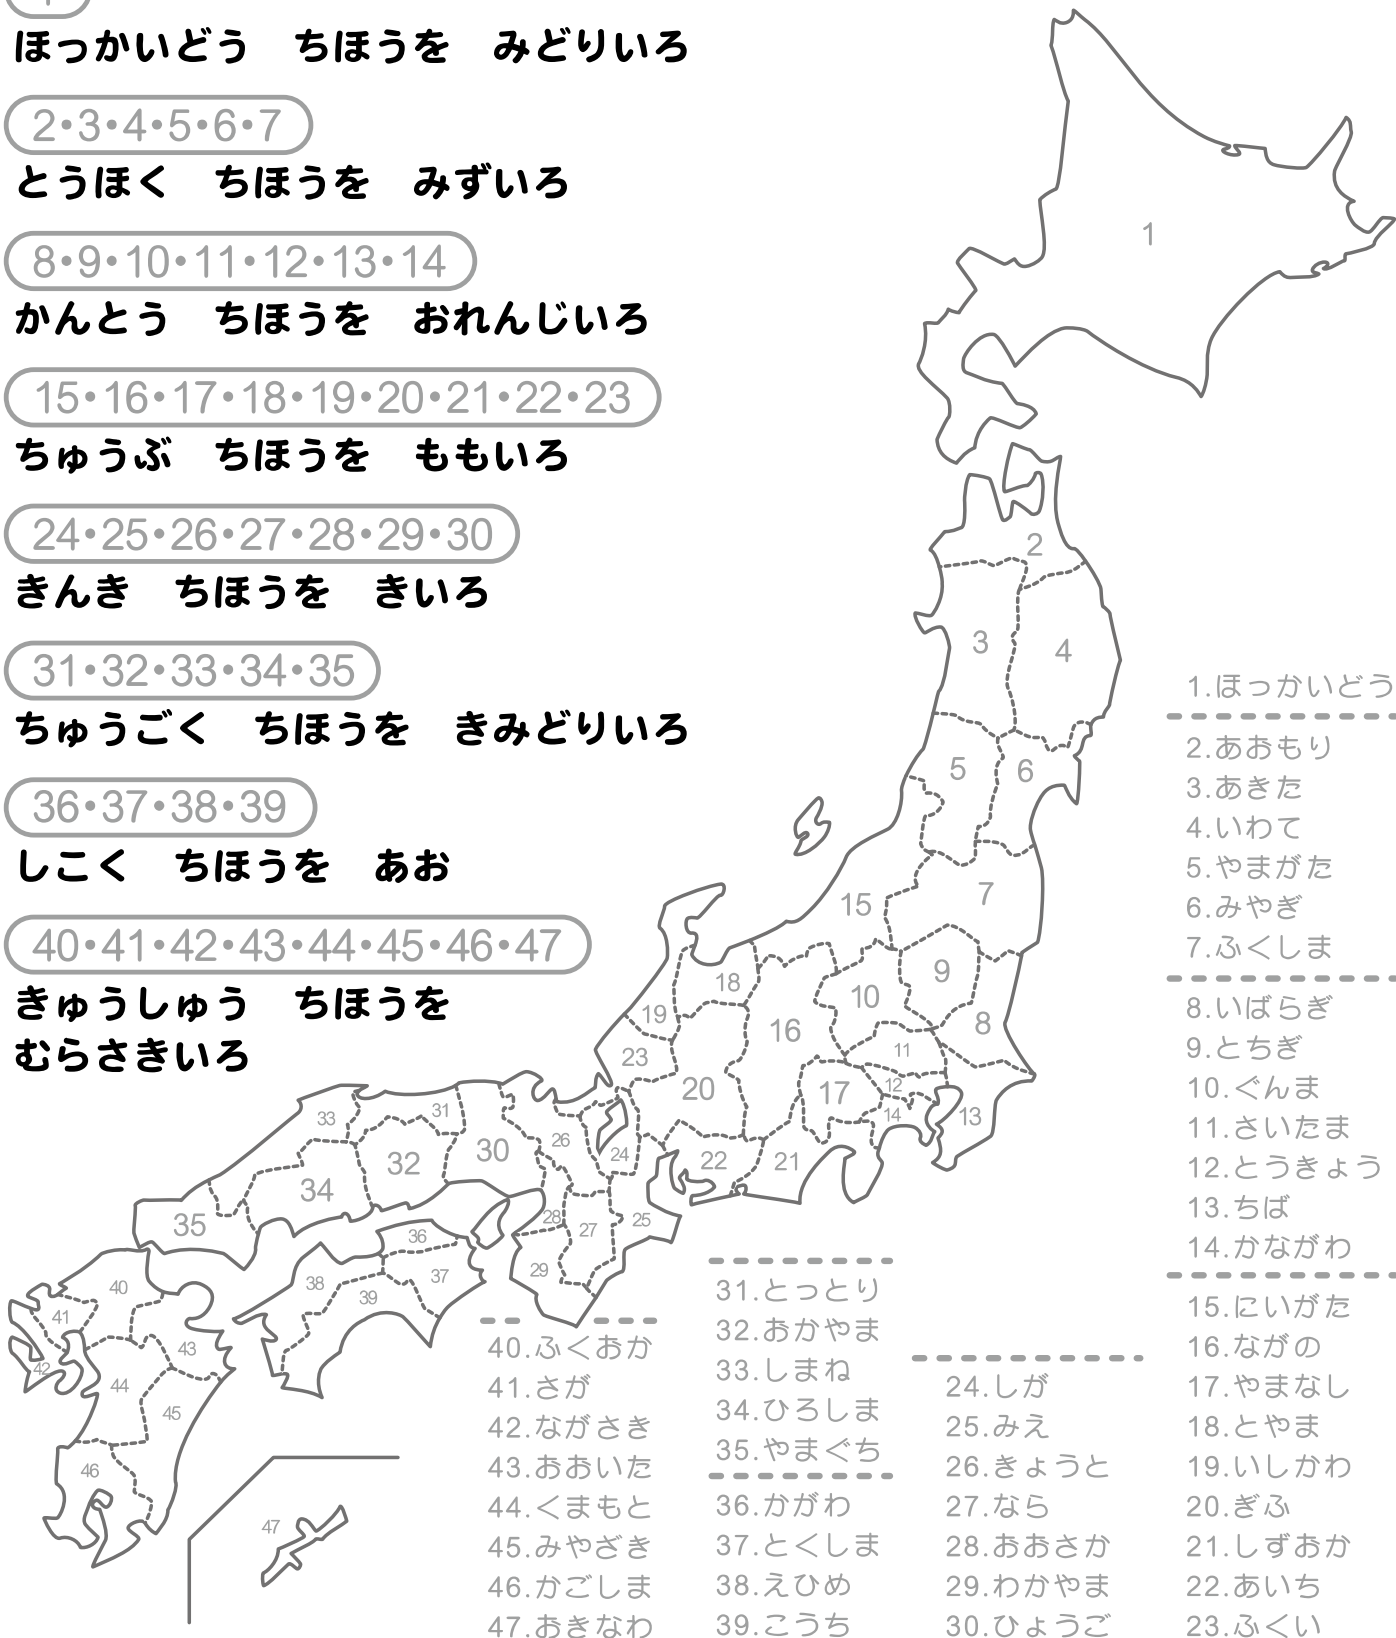 1
ほっかいどう　ちほうを　みどりいろ
2・3・4・5・6・7
とうほく　ちほうを　みずいろ
8・9・10・11・12・13・14
かんとう　ちほうを　おれんじいろ
15・16・17・18・19・20・21・22・23
ちゅうぶ　ちほうを　ももいろ
24・25・26・27・28・29・30
きんき　ちほうを　きいろ
31・32・33・34・35
ちゅうごく　ちほうを　きみどりいろ
36・37・38・39
しこく　ちほうを　あお
40・41・42・43・44・45・46・47
きゅうしゅう　ちほうを
むらさきいろ
1
2
3
4
5
6
7
15
9
18
10
19
16
8
23
11
20
17
12
14
13
33
31
26
30
32
24
22
21
34
35
28
25
27
36
29
37
38
40
39
41
43
42
44
45
46
47
1.ほっかいどう
2.あおもり
3.あきた
4.いわて
5.やまがた
6.みやぎ
7.ふくしま
8.いばらぎ
9.とちぎ
10.ぐんま
11.さいたま
12.とうきょう
13.ちば
14.かながわ
15.にいがた
16.ながの
17.やまなし
18.とやま
19.いしかわ
20.ぎふ
21.しずおか
22.あいち
23.ふくい
24.しが
25.みえ
26.きょうと
27.なら
28.おおさか
29.わかやま
30.ひょうご
31.とっとり
32.おかやま
33.しまね
34.ひろしま
35.やまぐち
36.かがわ
37.とくしま
38.えひめ
39.こうち
40.ふくおか
41.さが
42.ながさき
43.おおいた
44.くまもと
45.みやざき
46.かごしま
47.おきなわ